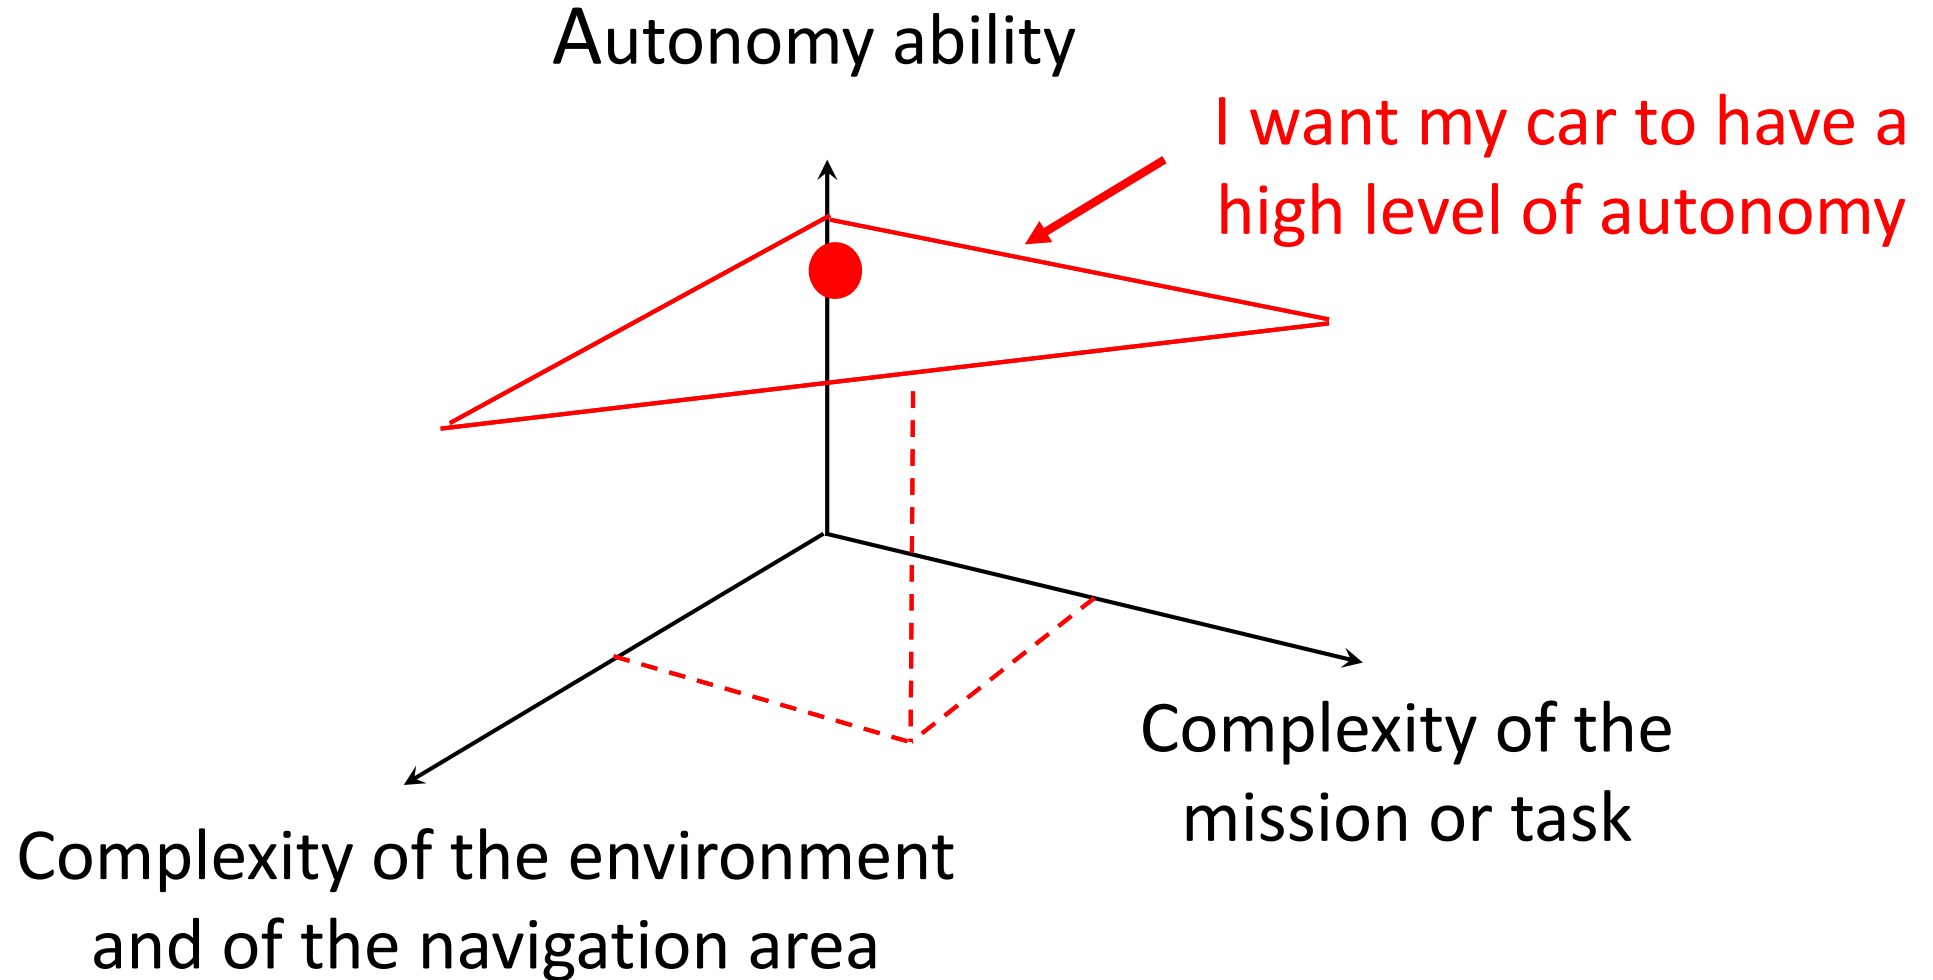 Autonomy ability
I want my car to have a
high level of autonomy
Complexity of the
mission or task
Complexity of the environment
and of the navigation area